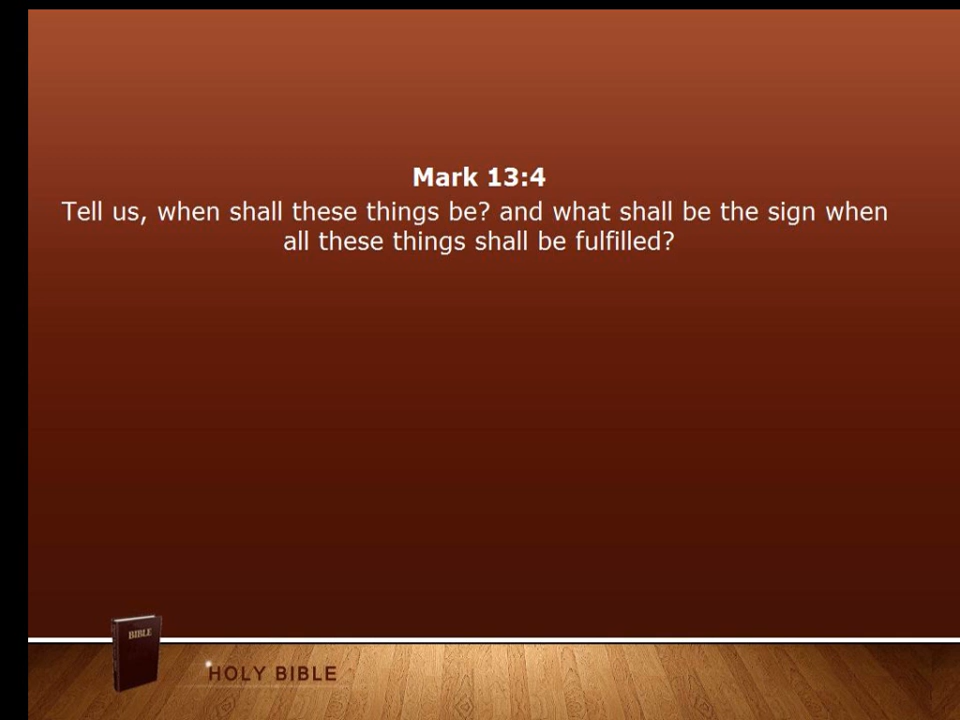 Mark 13:4
Tell us, when shall these things be? and what shall be the sign when
all these things shall be fulfilled?
BIBLE
HOLY BIBLE